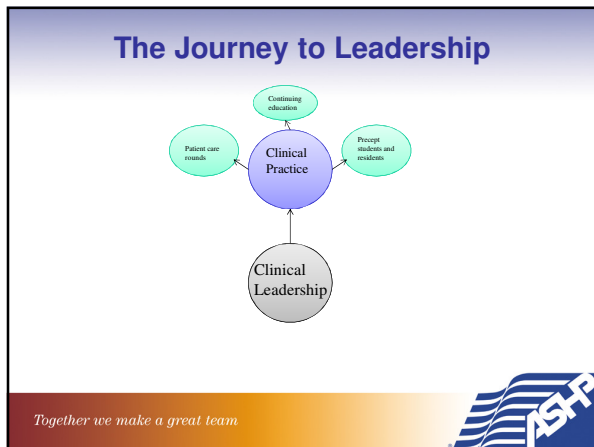 The Journey to Leadership
Continuing
education
Patient care
rounds
Clinical
Practice
Precept
students and
residents
Clinical
Leadership
Together we make a great team
ASHP